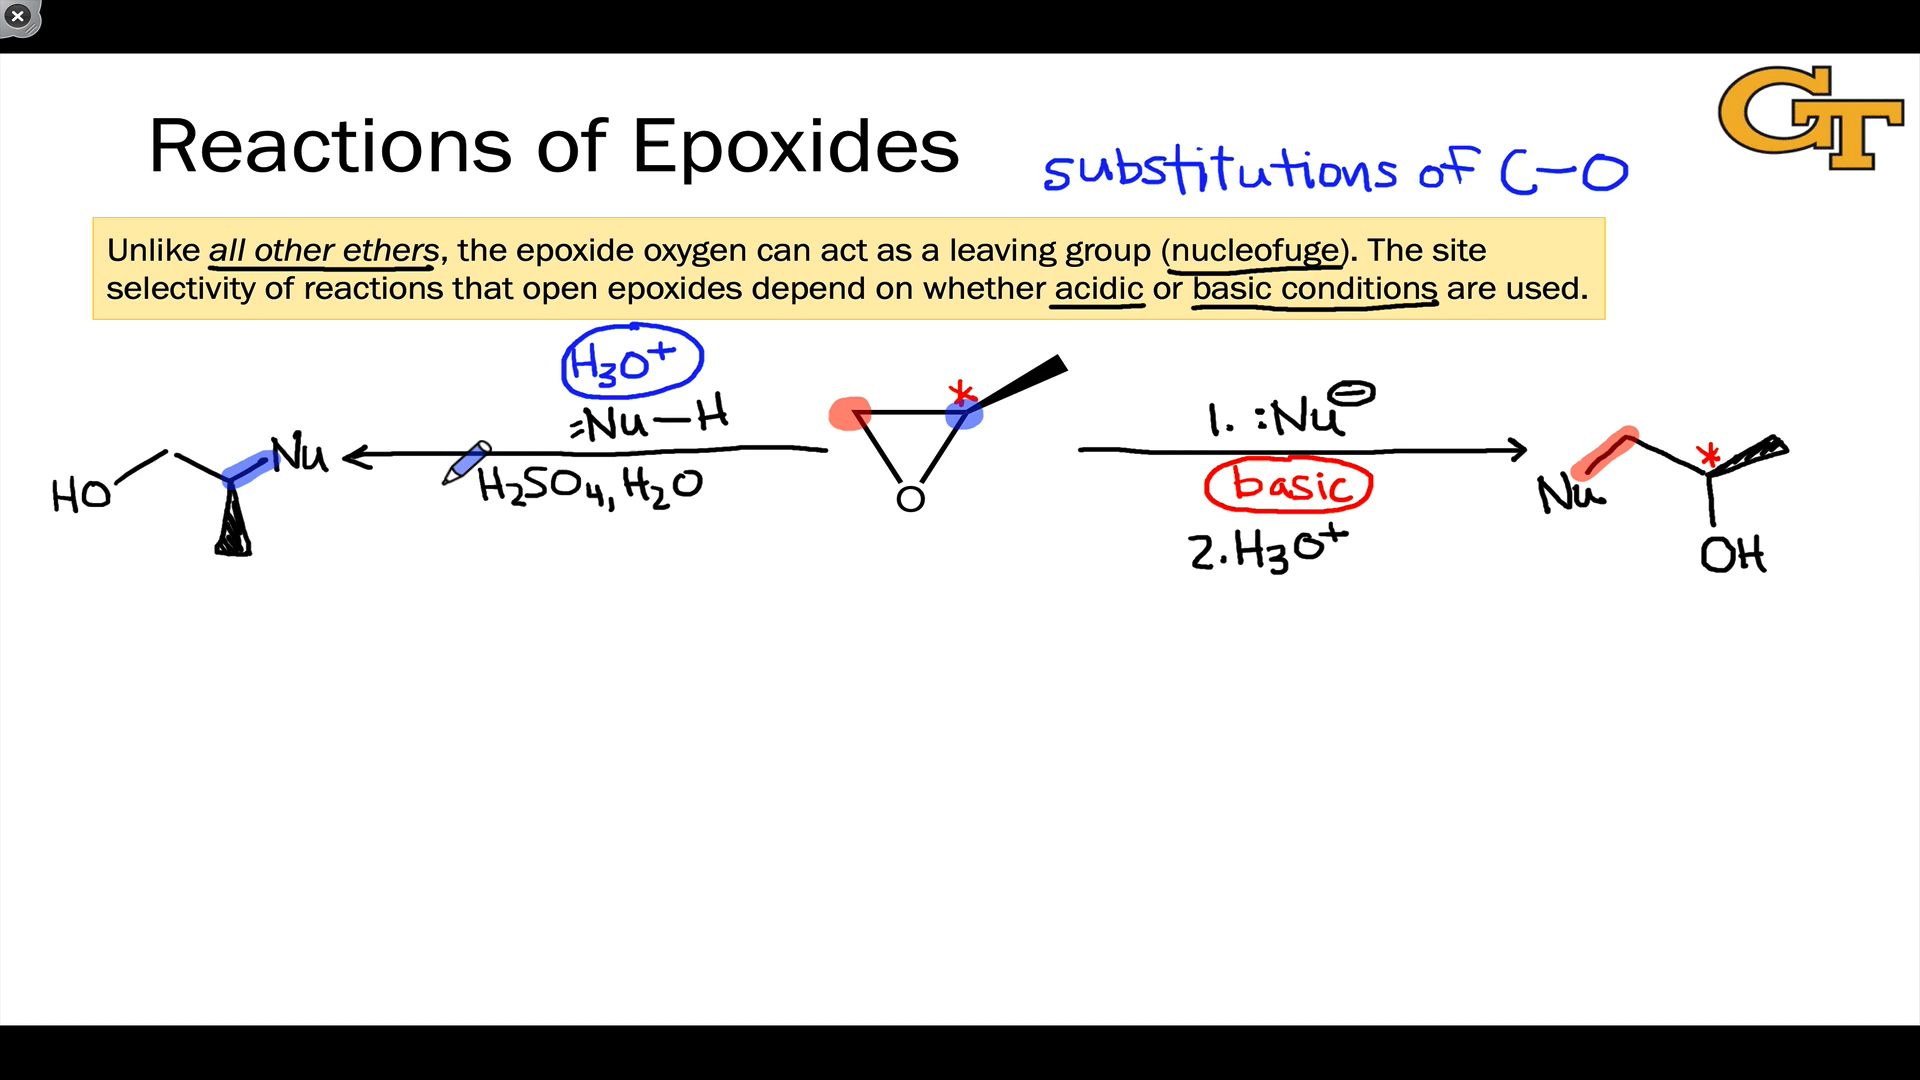 GT
Reactions of Epoxides
substitutions of C–O
Unlike all other ethers, the epoxide oxygen can act as a leaving group (nucleofuge). The site
selectivity of reactions that open epoxides depend on whether acidic or basic conditions are used.
H₃O⁺
:Nu–H
H₂SO₄, H₂O
HO
Nu
*
O
1. :Nu⊖
basic
2. H₃O⁺
Nu
*
OH